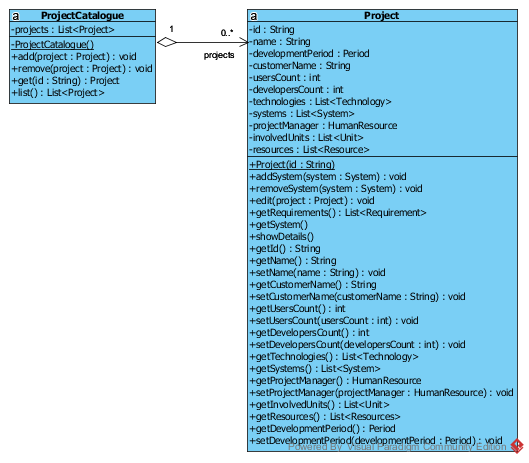 a
ProjectCatalogue
-projects : List<Project>
-ProjectCatalogue()
+add(project : Project) : void
+remove(project : Project) : void
+get(id : String) : Project
+list() : List<Project>
1
0..*
projects
a
Project
-id : String
-name : String
-developmentPeriod : Period
-customerName : String
-usersCount : int
-developersCount : int
-technologies : List<Technology>
-systems : List<System>
-projectManager : HumanResource
-involvedUnits : List<Unit>
-resources : List<Resource>
+Project(id : String)
+addSystem(system : System) : void
+removeSystem(system : System) : void
+edit(project : Project) : void
+getRequirements() : List<Requirement>
+getSystem()
+showDetails()
+getId() : String
+getName() : String
+setName(name : String) : void
+getCustomerName() : String
+setCustomerName(customerName : String) : void
+getUsersCount() : int
+setUsersCount(usersCount : int) : void
+getDevelopersCount() : int
+setDevelopersCount(developersCount : int) : void
+getTechnologies() : List<Technology>
+getSystems() : List<System>
+getProjectManager() : HumanResource
+setProjectManager(projectManager : HumanResource) : void
+getInvolvedUnits() : List<Unit>
+getResources() : List<Resources>
+getDevelopmentPeriod() : Period
+setDevelopmentPeriod(developmentPeriod : Period) : void
Powered By Visual Paradigm Community Edition